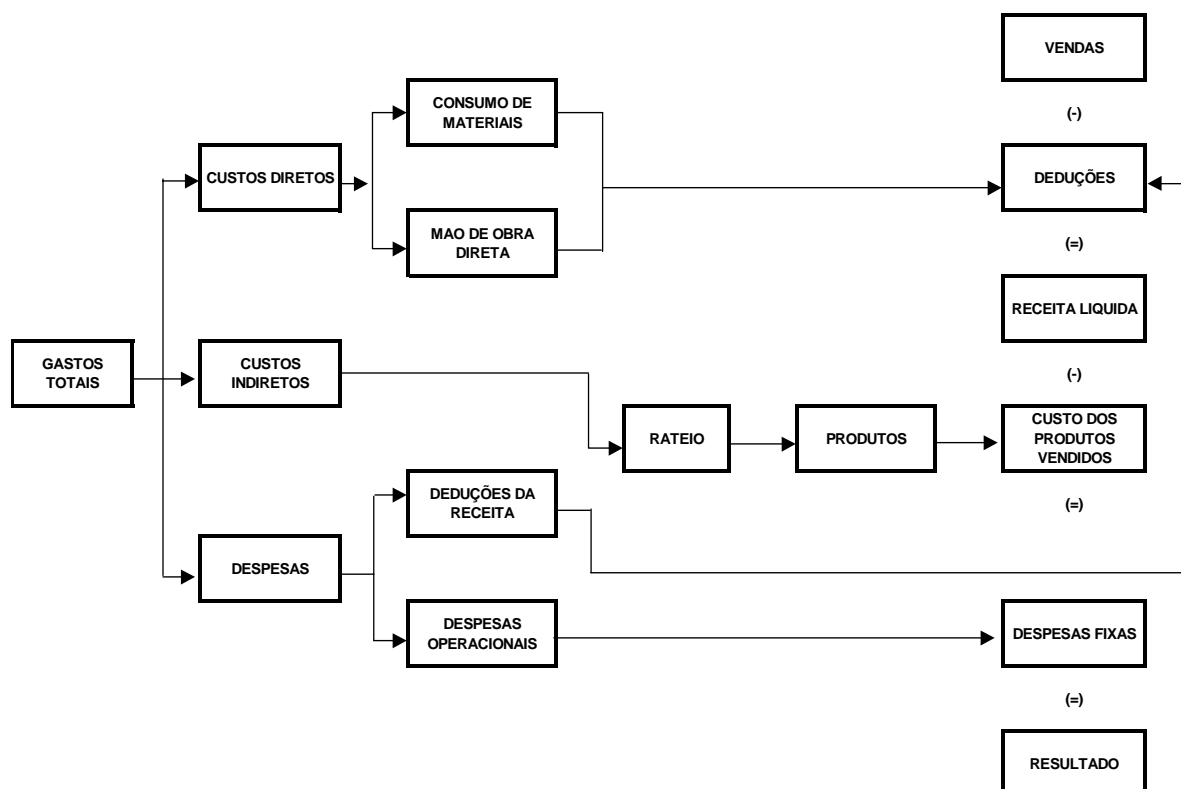 VENDAS
(-)
CONSUMO DE
MATERIAIS
CUSTOS DIRETOS
DEDUÇÕES
MAO DE OBRA
DIRETA
(=)
RECEITA LIQUIDA
GASTOS
TOTAIS
CUSTOS
INDIRETOS
(-)
RATEIO
PRODUTOS
CUSTO DOS
PRODUTOS
VENDIDOS
DEDUÇÕES DA
RECEITA
(=)
DESPESAS
DESPESAS
OPERACIONAIS
DESPESAS FIXAS
(=)
RESULTADO